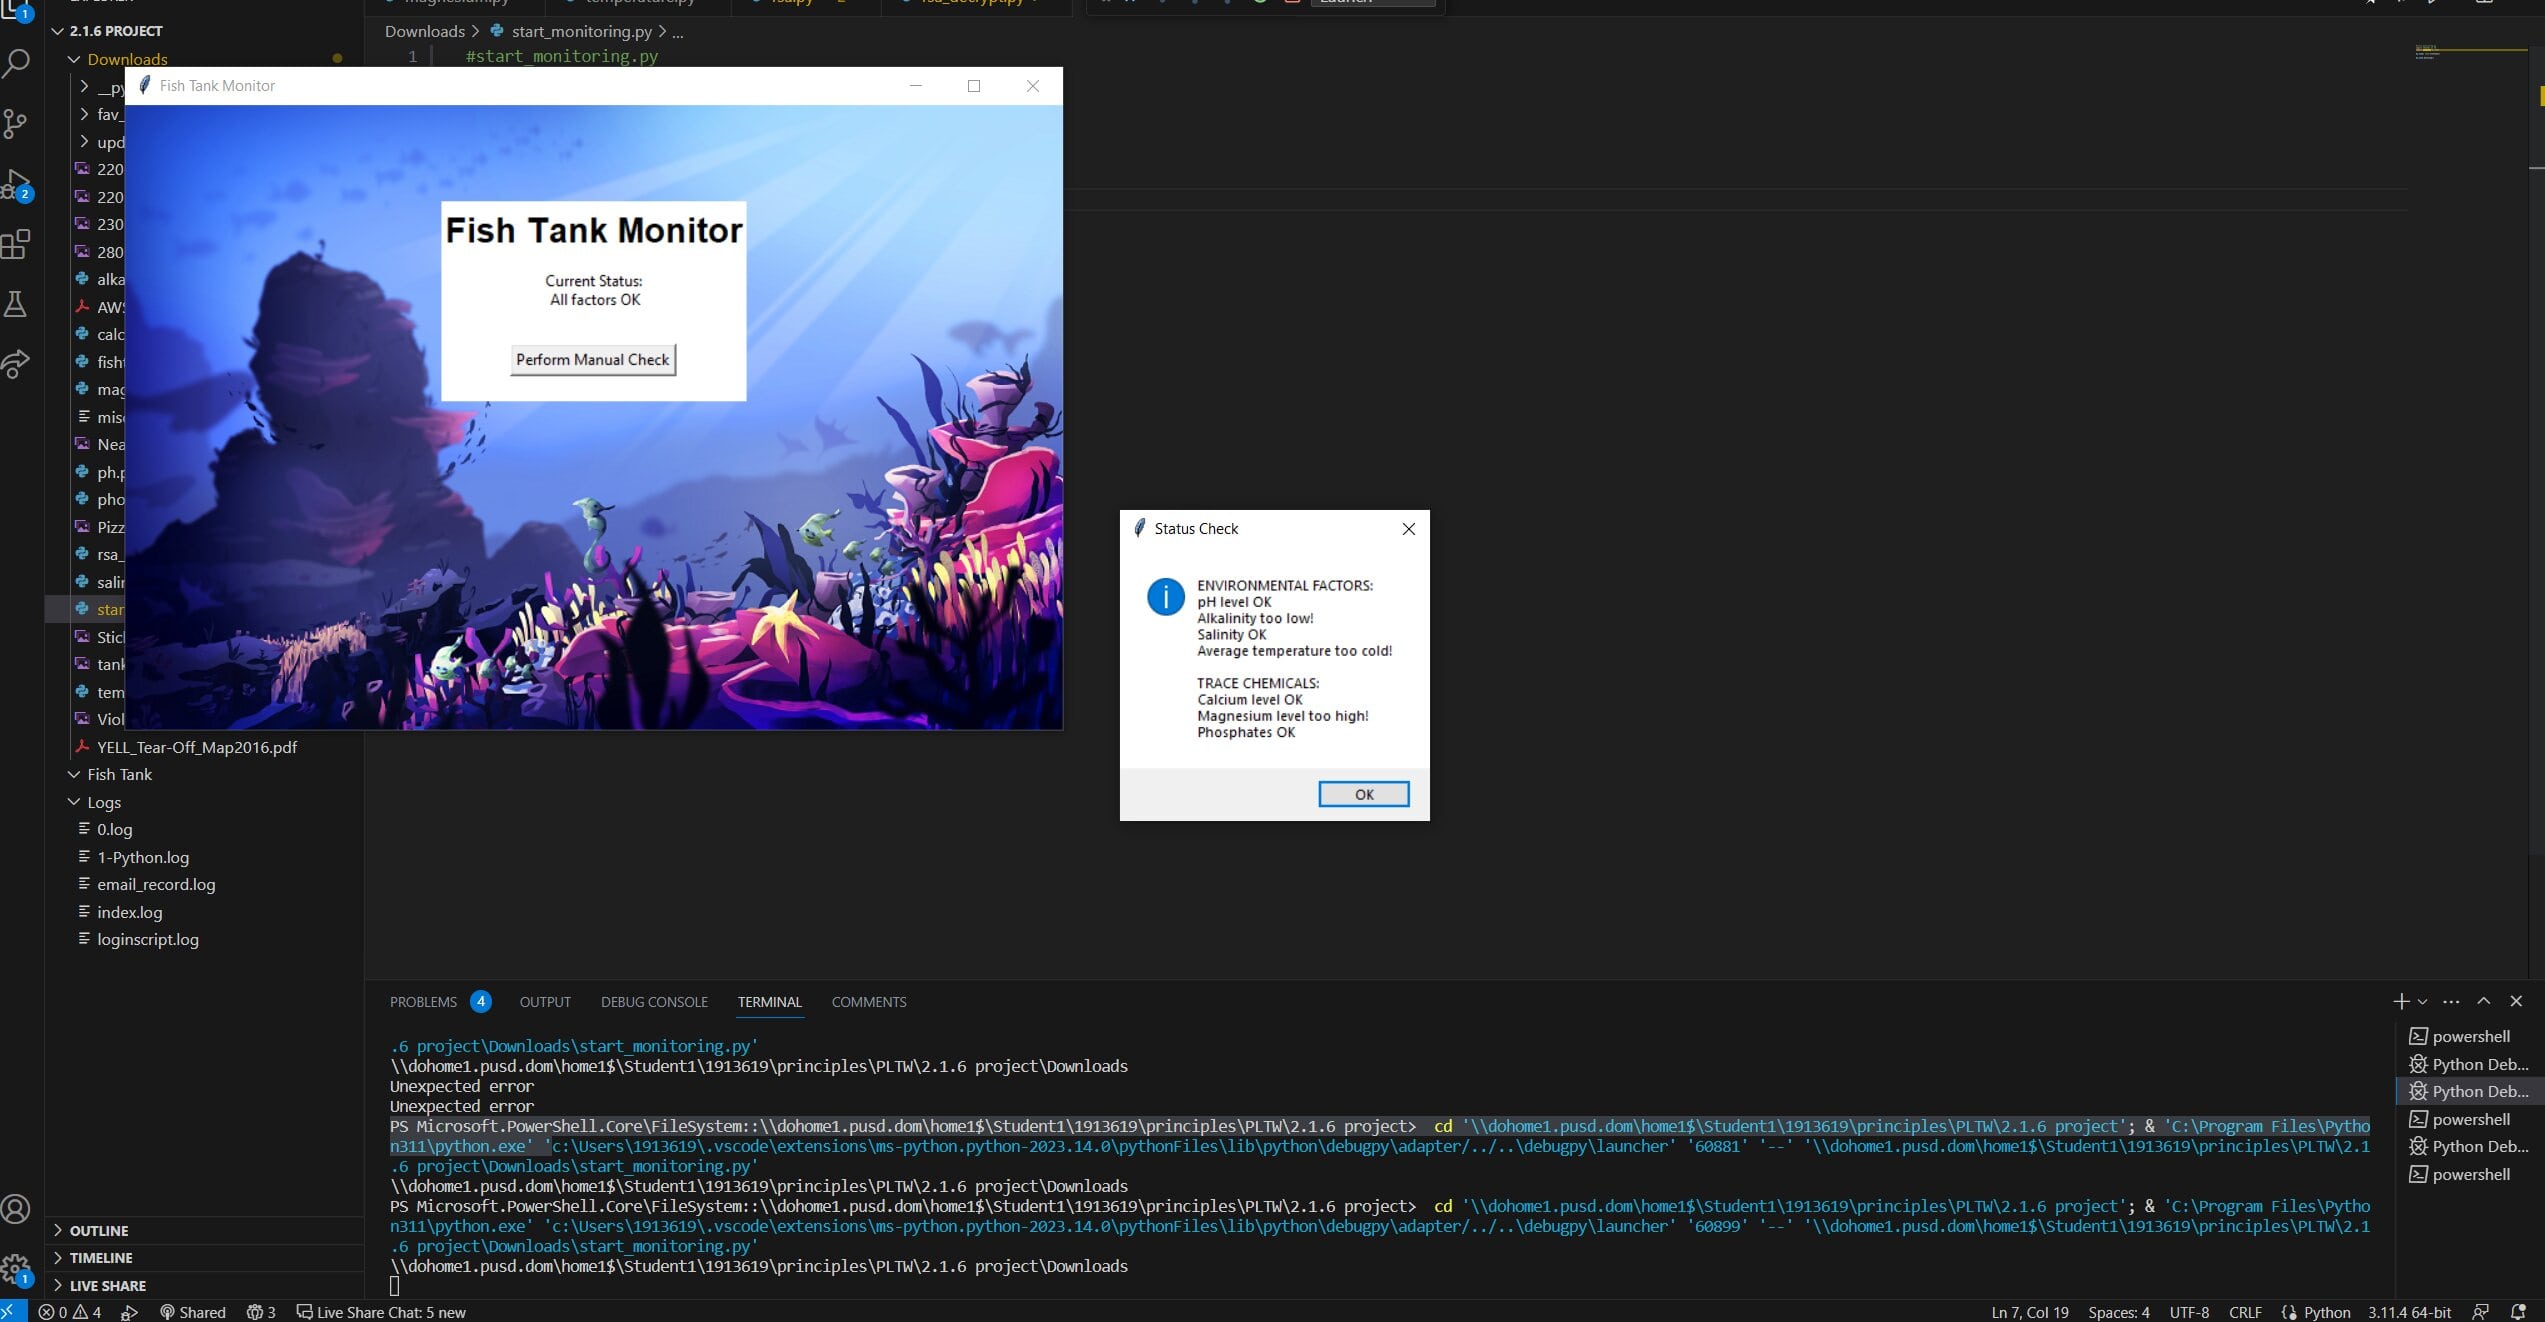 2.1.6 PROJECT
Downloads
__py
fav_
upd
220
220
230
280
alka
AWS
calc
fisht
mag
misc
Nea
ph.p
pho
Pizz
rsa_
salin
star
Stic
tank
tem
Viol
YELL_Tear-Off_Map2016.pdf
Fish Tank
Logs
0.log
1-Python.log
email_record.log
index.log
loginscript.log
OUTLINE
TIMELINE
LIVE SHARE
magnesium.py
temperature.py
rsa.py 2
rsa_decrypt.py
Launch
Downloads > start_monitoring.py > ...
1 #start_monitoring.py
Fish Tank Monitor
Fish Tank Monitor
Current Status:
All factors OK
Perform Manual Check
Status Check
ENVIRONMENTAL FACTORS:
pH level OK
Alkalinity too low!
Salinity OK
Average temperature too cold!
TRACE CHEMICALS:
Calcium level OK
Magnesium level too high!
Phosphates OK
OK
PROBLEMS 4 OUTPUT DEBUG CONSOLE TERMINAL COMMENTS
.6 project\Downloads\start_monitoring.py'
\\dohome1.pusd.dom\home1$\Student1\1913619\principles\PLTW\2.1.6 project\Downloads
Unexpected error
Unexpected error
PS Microsoft.PowerShell.Core\FileSystem::\\dohome1.pusd.dom\home1$\Student1\1913619\principles\PLTW\2.1.6 project> cd '\\dohome1.pusd.dom\home1$\Student1\1913619\principles\PLTW\2.1.6 project'; & 'C:\Program Files\Pytho
n311\python.exe' 'c:\Users\1913619\.vscode\extensions\ms-python.python-2023.14.0\pythonFiles\lib\python\debugpy\adapter/../..\debugpy\launcher' '60881' '--' '\\dohome1.pusd.dom\home1$\Student1\1913619\principles\PLTW\2.1
.6 project\Downloads\start_monitoring.py'
\\dohome1.pusd.dom\home1$\Student1\1913619\principles\PLTW\2.1.6 project\Downloads
PS Microsoft.PowerShell.Core\FileSystem::\\dohome1.pusd.dom\home1$\Student1\1913619\principles\PLTW\2.1.6 project> cd '\\dohome1.pusd.dom\home1$\Student1\1913619\principles\PLTW\2.1.6 project'; & 'C:\Program Files\Pytho
n311\python.exe' 'c:\Users\1913619\.vscode\extensions\ms-python.python-2023.14.0\pythonFiles\lib\python\debugpy\adapter/../..\debugpy\launcher' '60899' '--' '\\dohome1.pusd.dom\home1$\Student1\1913619\principles\PLTW\2.1
.6 project\Downloads\start_monitoring.py'
\\dohome1.pusd.dom\home1$\Student1\1913619\principles\PLTW\2.1.6 project\Downloads
powershell
Python Deb...
Python Deb...
powershell
Python Deb...
powershell
0 4 Shared 3 Live Share Chat: 5 new
Ln 7, Col 19 Spaces: 4 UTF-8 CRLF Python 3.11.4 64-bit